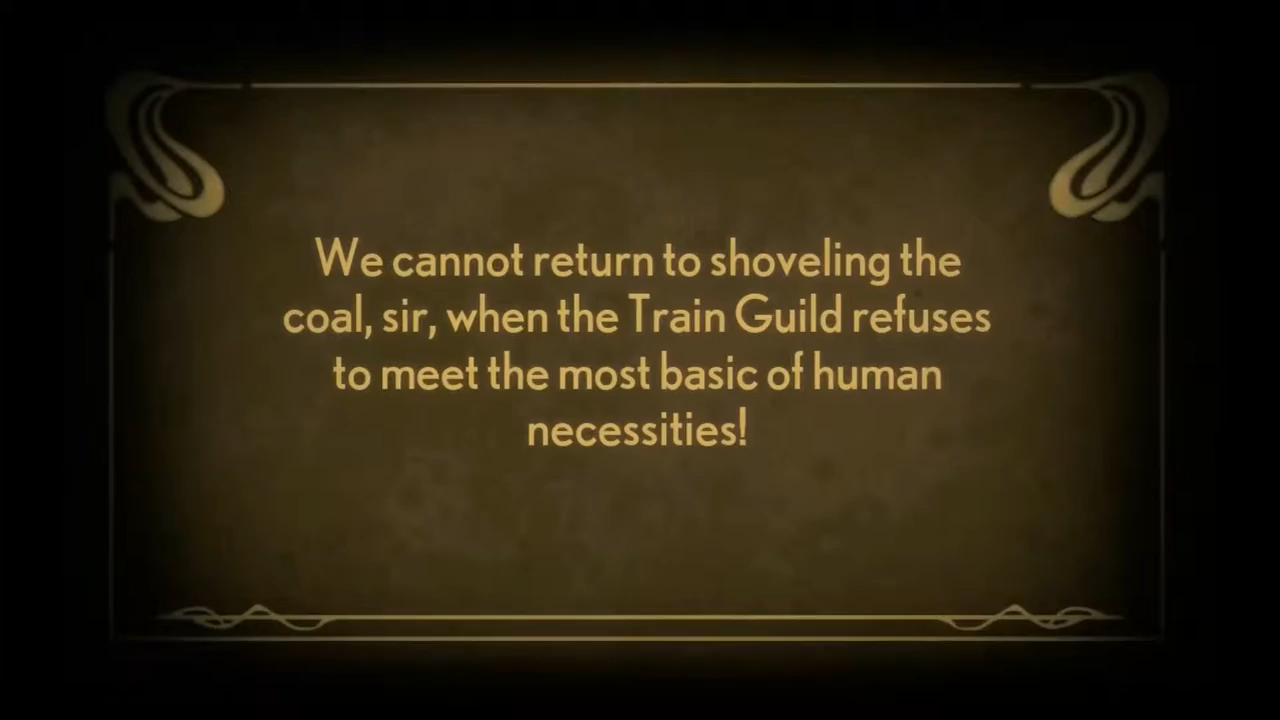 We cannot return to shoveling the
coal, sir, when the Train Guild refuses
to meet the most basic of human
necessities!